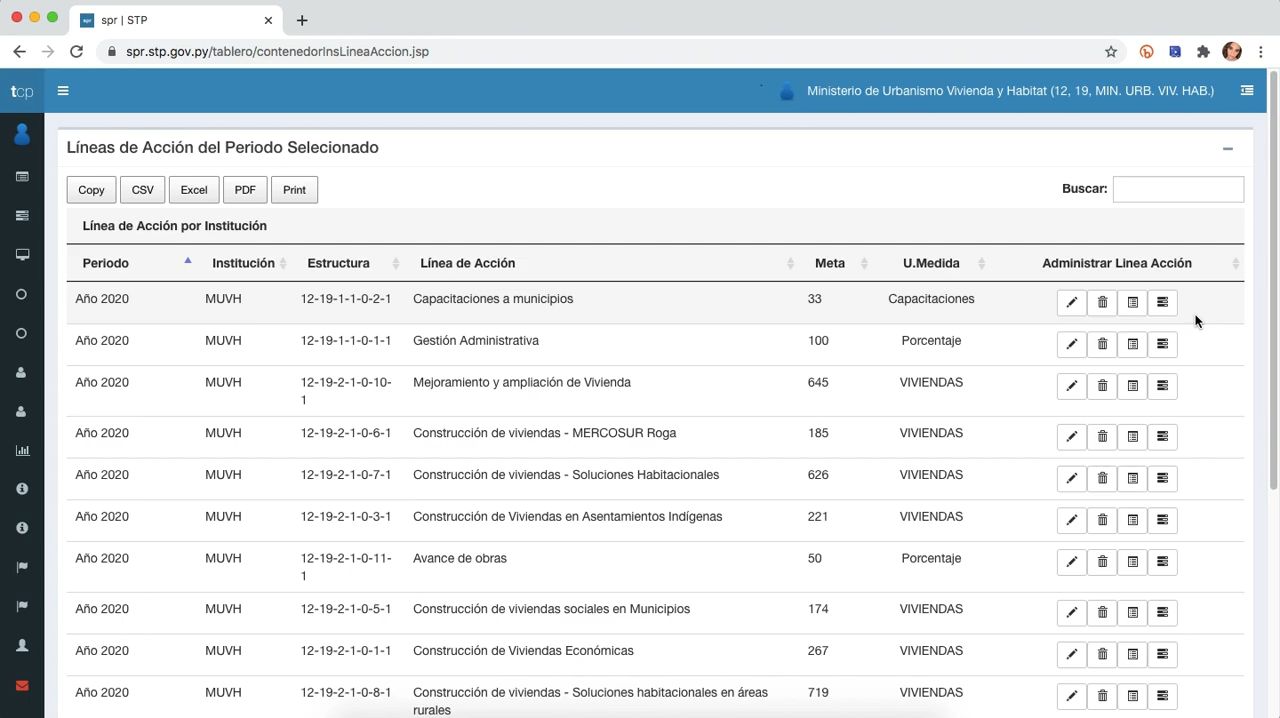 spr spr | STP
spr.stp.gov.py/tablero/contenedorInsLineaAccion.jsp
tcp Ministerio de Urbanismo Vivienda y Habitat (12, 19, MIN. URB. VIV. HAB.)
Líneas de Acción del Periodo Selecionado
Copy CSV Excel PDF Print Buscar:
Línea de Acción por Institución
Periodo Institución Estructura Línea de Acción Meta U.Medida Administrar Linea Acción
Año 2020 MUVH 12-19-1-1-0-2-1 Capacitaciones a municipios 33 Capacitaciones
Año 2020 MUVH 12-19-1-1-0-1-1 Gestión Administrativa 100 Porcentaje
Año 2020 MUVH 12-19-2-1-0-10- Mejoramiento y ampliación de Vivienda 645 VIVIENDAS
1
Año 2020 MUVH 12-19-2-1-0-6-1 Construcción de viviendas - MERCOSUR Roga 185 VIVIENDAS
Año 2020 MUVH 12-19-2-1-0-7-1 Construcción de viviendas - Soluciones Habitacionales 626 VIVIENDAS
Año 2020 MUVH 12-19-2-1-0-3-1 Construcción de Viviendas en Asentamientos Indígenas 221 VIVIENDAS
Año 2020 MUVH 12-19-2-1-0-11- Avance de obras 50 Porcentaje
1
Año 2020 MUVH 12-19-2-1-0-5-1 Construcción de viviendas sociales en Municipios 174 VIVIENDAS
Año 2020 MUVH 12-19-2-1-0-1-1 Construcción de Viviendas Económicas 267 VIVIENDAS
Año 2020 MUVH 12-19-2-1-0-8-1 Construcción de viviendas - Soluciones habitacionales en áreas 719 VIVIENDAS
rurales